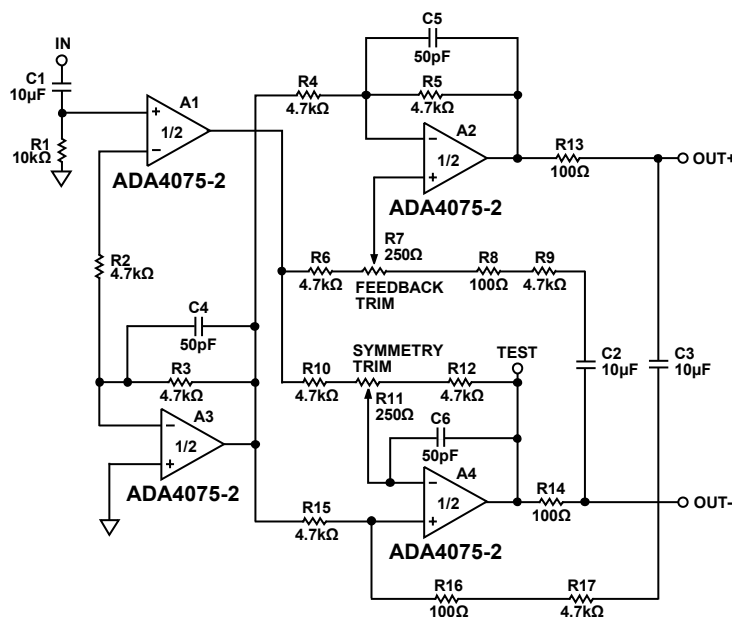 IN
C1
10µF
R1
10kΩ
+
A1
1/2
−
ADA4075-2
R2
4.7kΩ
C4
50pF
R3
4.7kΩ
A3
−
1/2
+
ADA4075-2
C5
50pF
R4
4.7kΩ
R5
4.7kΩ
A2
−
1/2
+
ADA4075-2
R13
100Ω
OUT+
R6
4.7kΩ
R7
250Ω
FEEDBACK
TRIM
R8
100Ω
R9
4.7kΩ
C2
10µF
C3
10µF
SYMMETRY
TRIM
TEST
R10
4.7kΩ
R11
250Ω
R12
4.7kΩ
C6
50pF
A4
−
1/2
+
ADA4075-2
R14
100Ω
OUT−
R15
4.7kΩ
R16
100Ω
R17
4.7kΩ